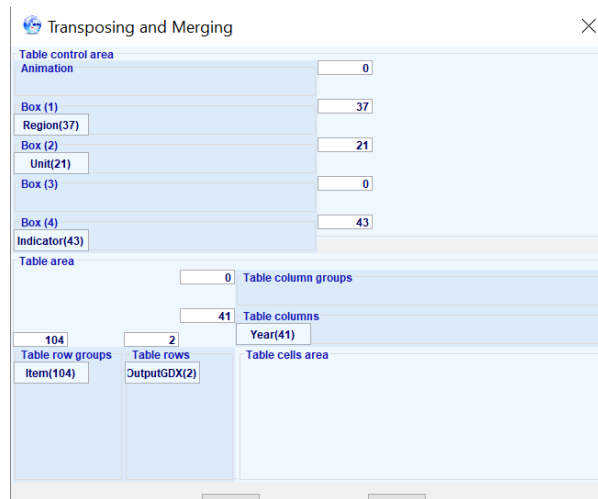 Transposing and Merging
Table control area
Animation
0
Box (1)
37
Region(37)
Box (2)
21
Unit(21)
Box (3)
0
Box (4)
43
Indicator(43)
Table area
0 Table column groups
41 Table columns
Year(41)
104 2
Table row groups Table rows Table cells area
Item(104) OutputGDX(2)